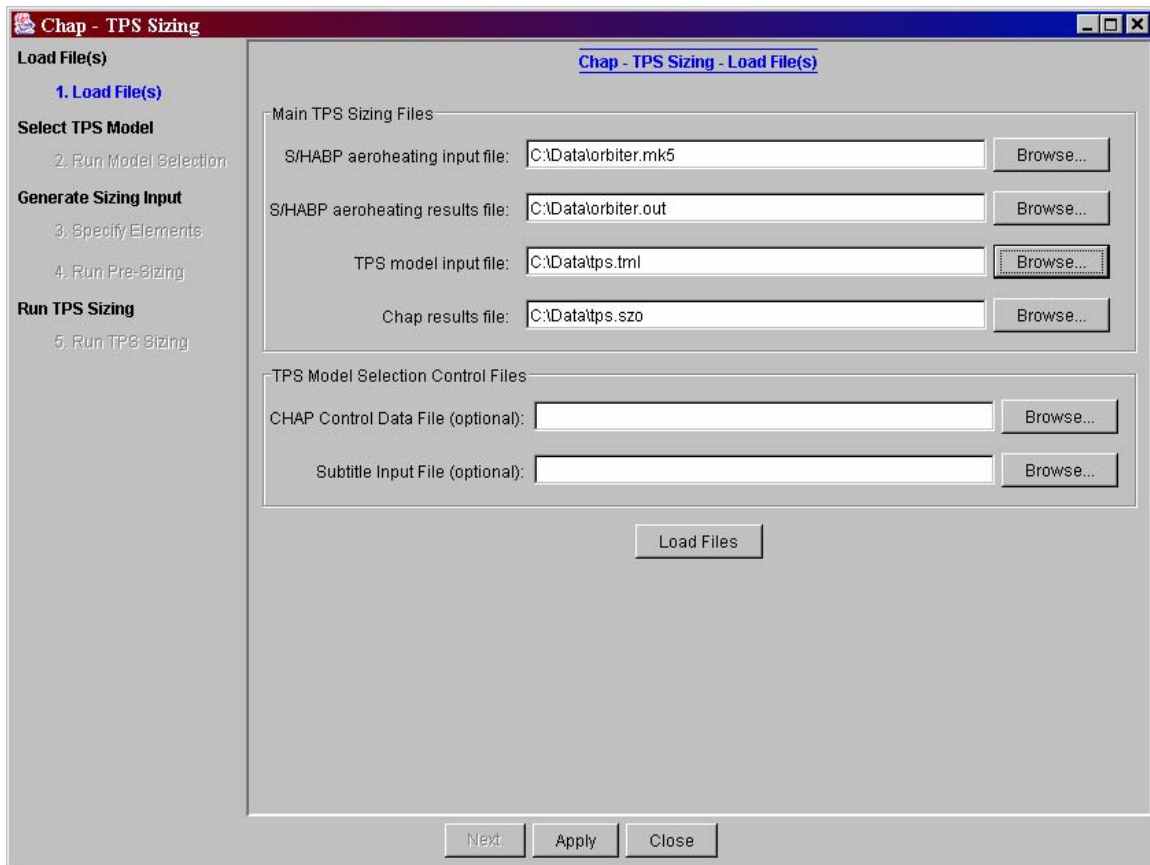 Chap - TPS Sizing
Load File(s)
1. Load File(s)
Select TPS Model
2. Run Model Selection
Generate Sizing Input
3. Specify Elements
4. Run Pre-Sizing
Run TPS Sizing
5. Run TPS Sizing
Chap - TPS Sizing - Load File(s)
Main TPS Sizing Files
S/HABP aeroheating input file: C:\Data\orbiter.mk5 Browse...
S/HABP aeroheating results file: C:\Data\orbiter.out Browse...
TPS model input file: C:\Data\tps.tml Browse...
Chap results file: C:\Data\tps.szo Browse...
TPS Model Selection Control Files
CHAP Control Data File (optional): Browse...
Subtitle Input File (optional): Browse...
Load Files
Next Apply Close